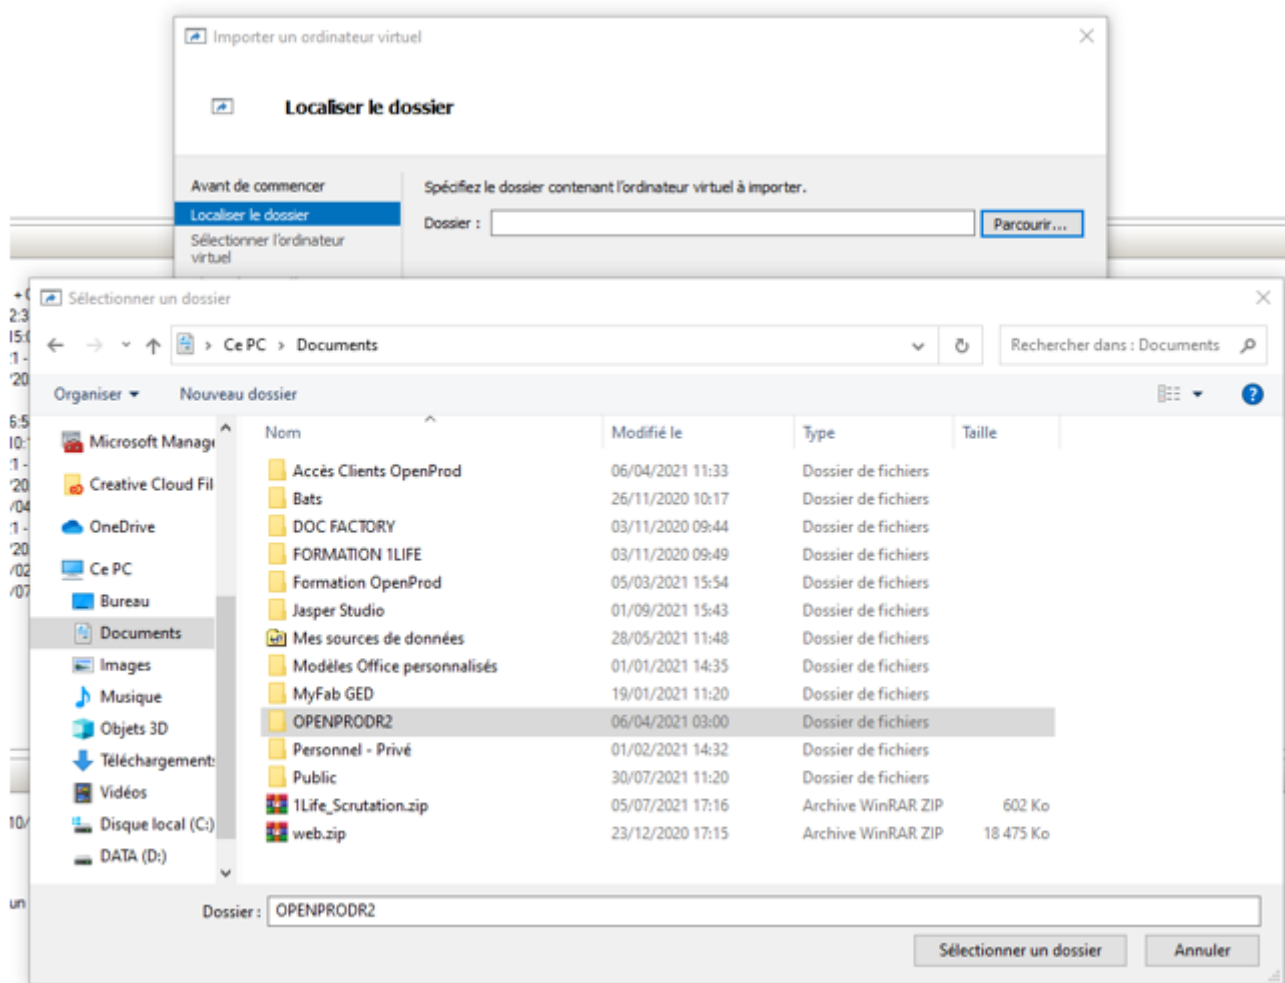 Importer un ordinateur virtuel
Localiser le dossier
Avant de commencer
Localiser le dossier
Sélectionner l'ordinateur
virtuel
Spécifiez le dossier contenant l'ordinateur virtuel à importer.
Dossier :
Parcourir...
Sélectionner un dossier
Ce PC > Documents
Rechercher dans : Documents
Organiser
Nouveau dossier
Microsoft Manage
Creative Cloud Fil
OneDrive
Ce PC
Bureau
Documents
Images
Musique
Objets 3D
Téléchargements
Vidéos
Disque local (C:)
DATA (D:)
Nom Modifié le Type Taille
Accès Clients OpenProd 06/04/2021 11:33 Dossier de fichiers
Bats 26/11/2020 10:17 Dossier de fichiers
DOC FACTORY 03/11/2020 09:44 Dossier de fichiers
FORMATION 1LIFE 03/11/2020 09:49 Dossier de fichiers
Formation OpenProd 05/03/2021 15:54 Dossier de fichiers
Jasper Studio 01/09/2021 15:43 Dossier de fichiers
Mes sources de données 28/05/2021 11:48 Dossier de fichiers
Modèles Office personnalisés 01/01/2021 14:35 Dossier de fichiers
MyFab GED 19/01/2021 11:20 Dossier de fichiers
OPENPRODR2 06/04/2021 03:00 Dossier de fichiers
Personnel - Privé 01/02/2021 14:32 Dossier de fichiers
Public 30/07/2021 11:20 Dossier de fichiers
1Life_Scrutation.zip 05/07/2021 17:16 Archive WinRAR ZIP 602 Ko
web.zip 23/12/2020 17:15 Archive WinRAR ZIP 18 475 Ko
Dossier : OPENPRODR2
Sélectionner un dossier
Annuler